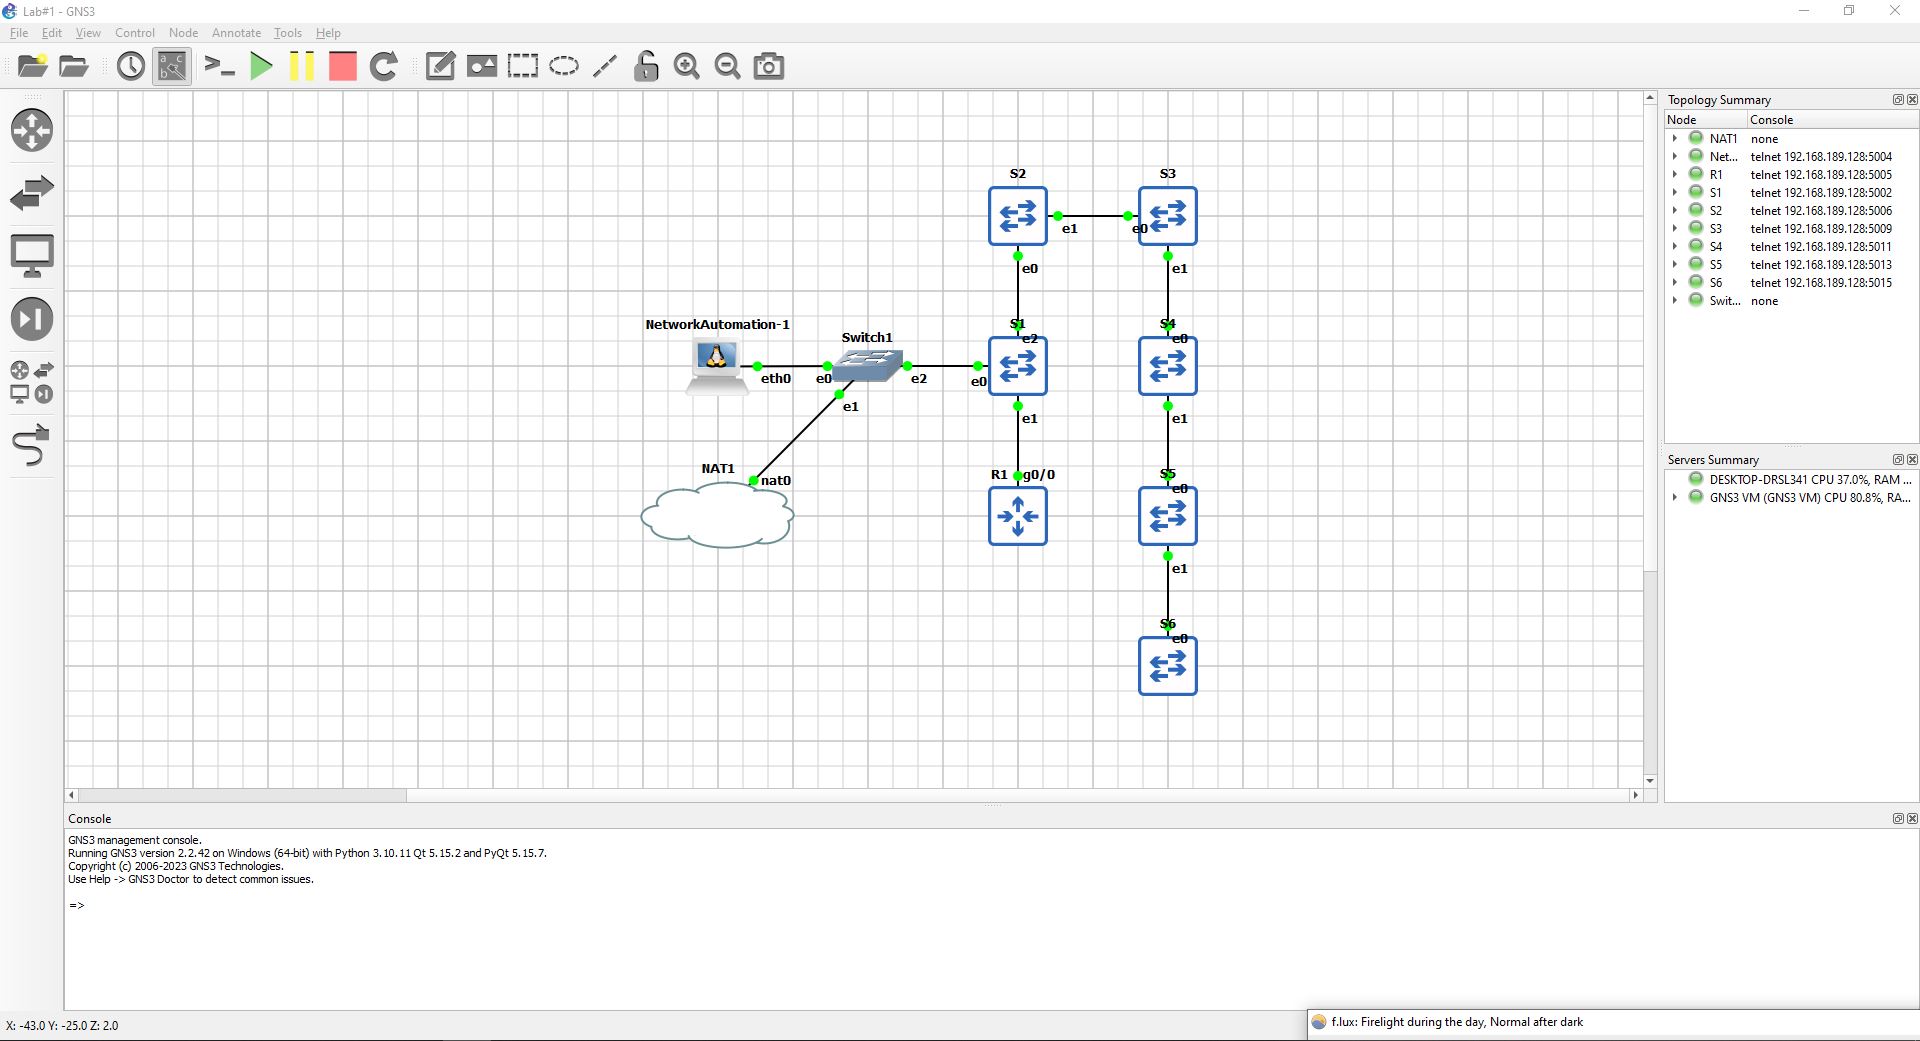 Lab#1 - GNS3
File Edit View Control Node Annotate Tools Help
S2
S3
e1
e0
e0
e1
S1
e2
S4
e0
NetworkAutomation-1
Switch1
eth0
e0
e2
e0
e1
e1
e1
NAT1
nat0
R1
g0/0
S5
e0
e1
S6
e0
Topology Summary
Node Console
NAT1 none
Net... telnet 192.168.189.128:5004
R1 telnet 192.168.189.128:5005
S1 telnet 192.168.189.128:5002
S2 telnet 192.168.189.128:5006
S3 telnet 192.168.189.128:5009
S4 telnet 192.168.189.128:5011
S5 telnet 192.168.189.128:5013
S6 telnet 192.168.189.128:5015
Swit... none
Servers Summary
DESKTOP-DRSL341 CPU 37.0%, RAM ...
GNS3 VM (GNS3 VM) CPU 80.8%, RA...
Console
GNS3 management console.
Running GNS3 version 2.2.42 on Windows (64-bit) with Python 3.10.11 Qt 5.15.2 and PyQt 5.15.7.
Copyright (c) 2006-2023 GNS3 Technologies.
Use Help -> GNS3 Doctor to detect common issues.
=>
X: -43.0 Y: -25.0 Z: 2.0
f.lux: Firelight during the day, Normal after dark